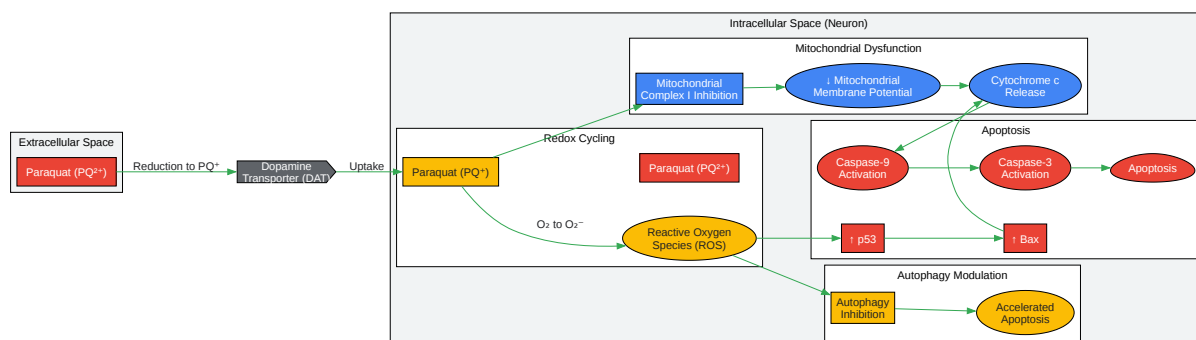 Intracellular Space (Neuron)
Mitochondrial Dysfunction
Mitochondrial
Complex I Inhibition
↓ Mitochondrial
Membrane Potential
Cytochrome c
Release
Extracellular Space
Paraquat (PQ²⁺)
Reduction to PQ⁺
Dopamine
Transporter (DAT)
Uptake
Redox Cycling
Paraquat (PQ⁺)
Paraquat (PQ²⁺)
O₂ to O₂⁻
Reactive Oxygen
Species (ROS)
Apoptosis
Caspase-9
Activation
Caspase-3
Activation
Apoptosis
↑ p53
↑ Bax
Autophagy Modulation
Autophagy
Inhibition
Accelerated
Apoptosis